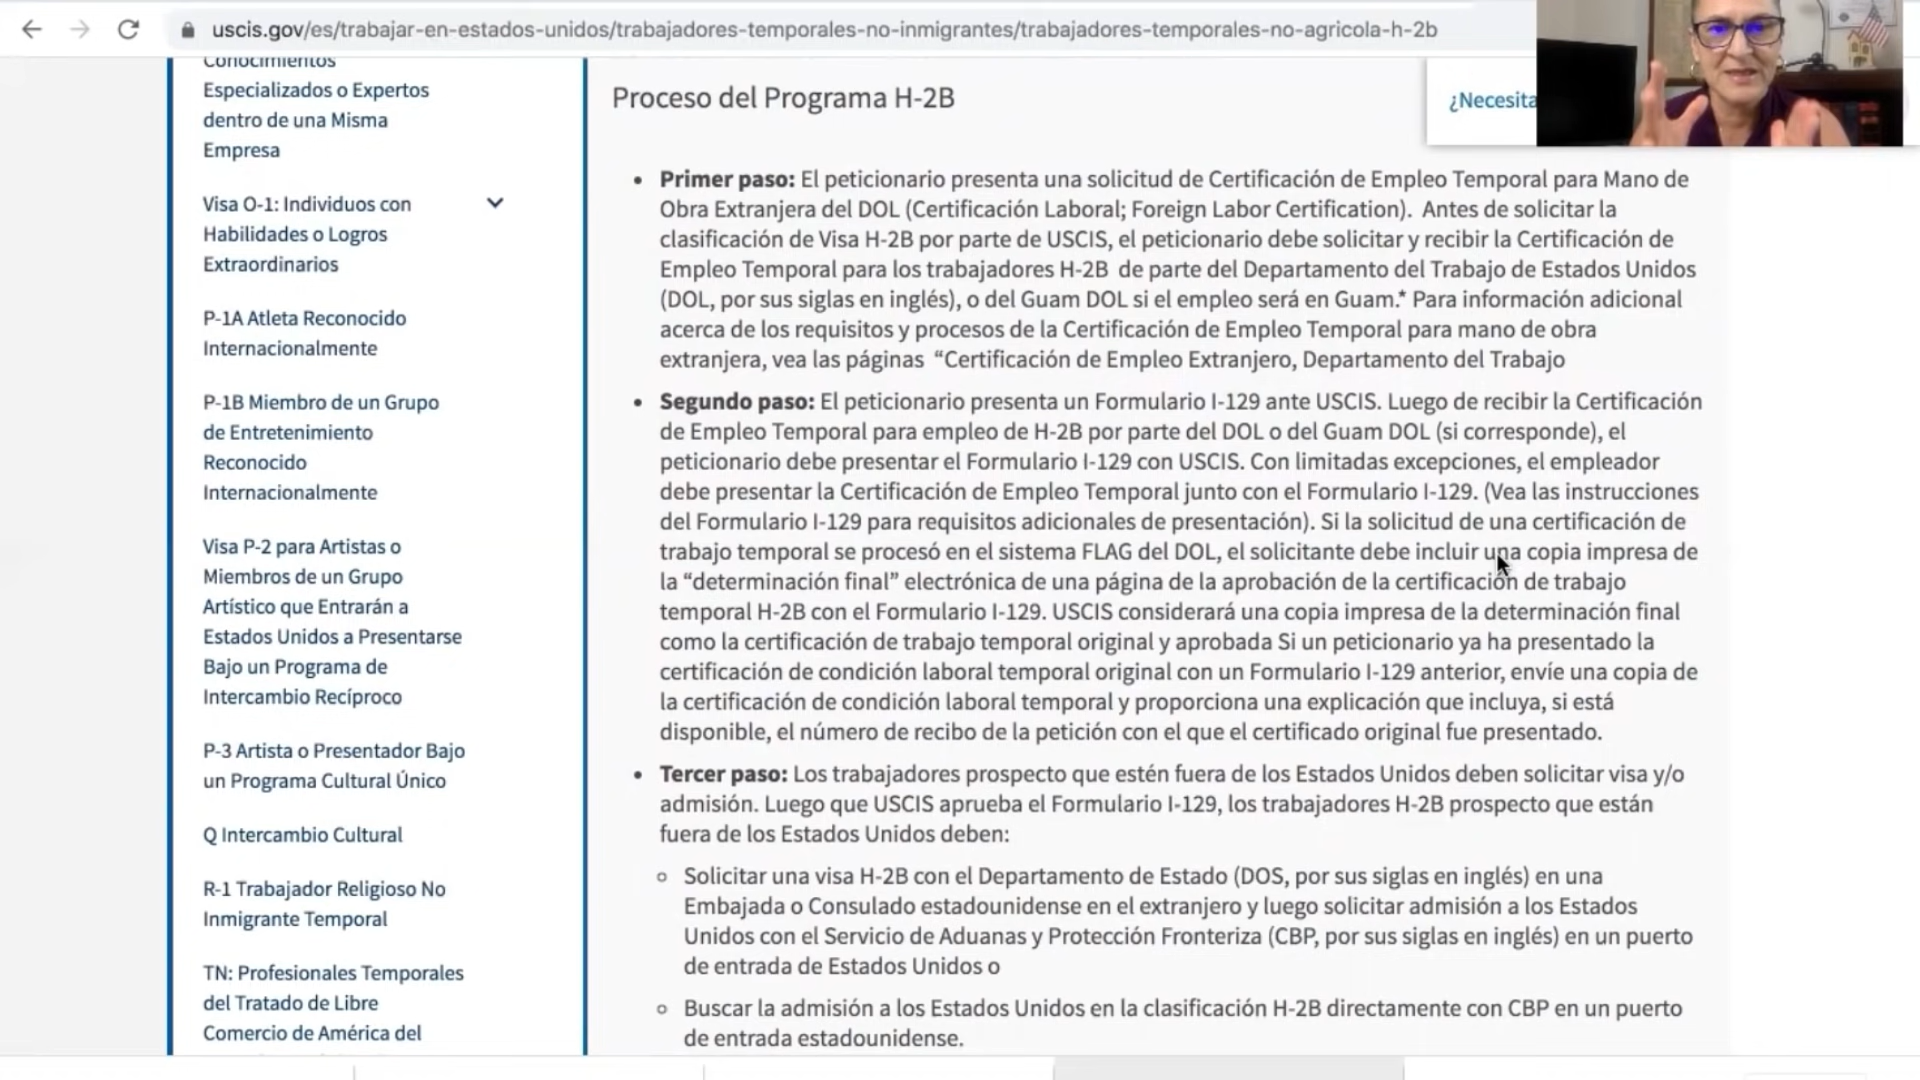 uscis.gov/es/trabajar-en-estados-unidos/trabajadores-temporales-no-inmigrantes/trabajadores-temporales-no-agricola-h-2b
Conocimientos
Especializados o Expertos
dentro de una Misma
Empresa
Visa O-1: Individuos con
Habilidades o Logros
Extraordinarios
P-1A Atleta Reconocido
Internacionalmente
P-1B Miembro de un Grupo
de Entretenimiento
Reconocido
Internacionalmente
Visa P-2 para Artistas o
Miembros de un Grupo
Artístico que Entrarán a
Estados Unidos a Presentarse
Bajo un Programa de
Intercambio Recíproco
P-3 Artista o Presentador Bajo
un Programa Cultural Único
Q Intercambio Cultural
R-1 Trabajador Religioso No
Inmigrante Temporal
TN: Profesionales Temporales
del Tratado de Libre
Comercio de América del
Proceso del Programa H-2B
¿Necesita
• Primer paso: El peticionario presenta una solicitud de Certificación de Empleo Temporal para Mano de
Obra Extranjera del DOL (Certificación Laboral; Foreign Labor Certification). Antes de solicitar la
clasificación de Visa H-2B por parte de USCIS, el peticionario debe solicitar y recibir la Certificación de
Empleo Temporal para los trabajadores H-2B de parte del Departamento del Trabajo de Estados Unidos
(DOL, por sus siglas en inglés), o del Guam DOL si el empleo será en Guam.* Para información adicional
acerca de los requisitos y procesos de la Certificación de Empleo Temporal para mano de obra
extranjera, vea las páginas “Certificación de Empleo Extranjero, Departamento del Trabajo
• Segundo paso: El peticionario presenta un Formulario I-129 ante USCIS. Luego de recibir la Certificación
de Empleo Temporal para empleo de H-2B por parte del DOL o del Guam DOL (si corresponde), el
peticionario debe presentar el Formulario I-129 con USCIS. Con limitadas excepciones, el empleador
debe presentar la Certificación de Empleo Temporal junto con el Formulario I-129. (Vea las instrucciones
del Formulario I-129 para requisitos adicionales de presentación). Si la solicitud de una certificación de
trabajo temporal se procesó en el sistema FLAG del DOL, el solicitante debe incluir una copia impresa de
la “determinación final” electrónica de una página de la aprobación de la certificación de trabajo
temporal H-2B con el Formulario I-129. USCIS considerará una copia impresa de la determinación final
como la certificación de trabajo temporal original y aprobada Si un peticionario ya ha presentado la
certificación de condición laboral temporal original con un Formulario I-129 anterior, envíe una copia de
la certificación de condición laboral temporal y proporciona una explicación que incluya, si está
disponible, el número de recibo de la petición con el que el certificado original fue presentado.
• Tercer paso: Los trabajadores prospecto que estén fuera de los Estados Unidos deben solicitar visa y/o
admisión. Luego que USCIS aprueba el Formulario I-129, los trabajadores H-2B prospecto que están
fuera de los Estados Unidos deben:
Solicitar una visa H-2B con el Departamento de Estado (DOS, por sus siglas en inglés) en una
Embajada o Consulado estadounidense en el extranjero y luego solicitar admisión a los Estados
Unidos con el Servicio de Aduanas y Protección Fronteriza (CBP, por sus siglas en inglés) en un puerto
de entrada de Estados Unidos o
Buscar la admisión a los Estados Unidos en la clasificación H-2B directamente con CBP en un puerto
de entrada estadounidense.